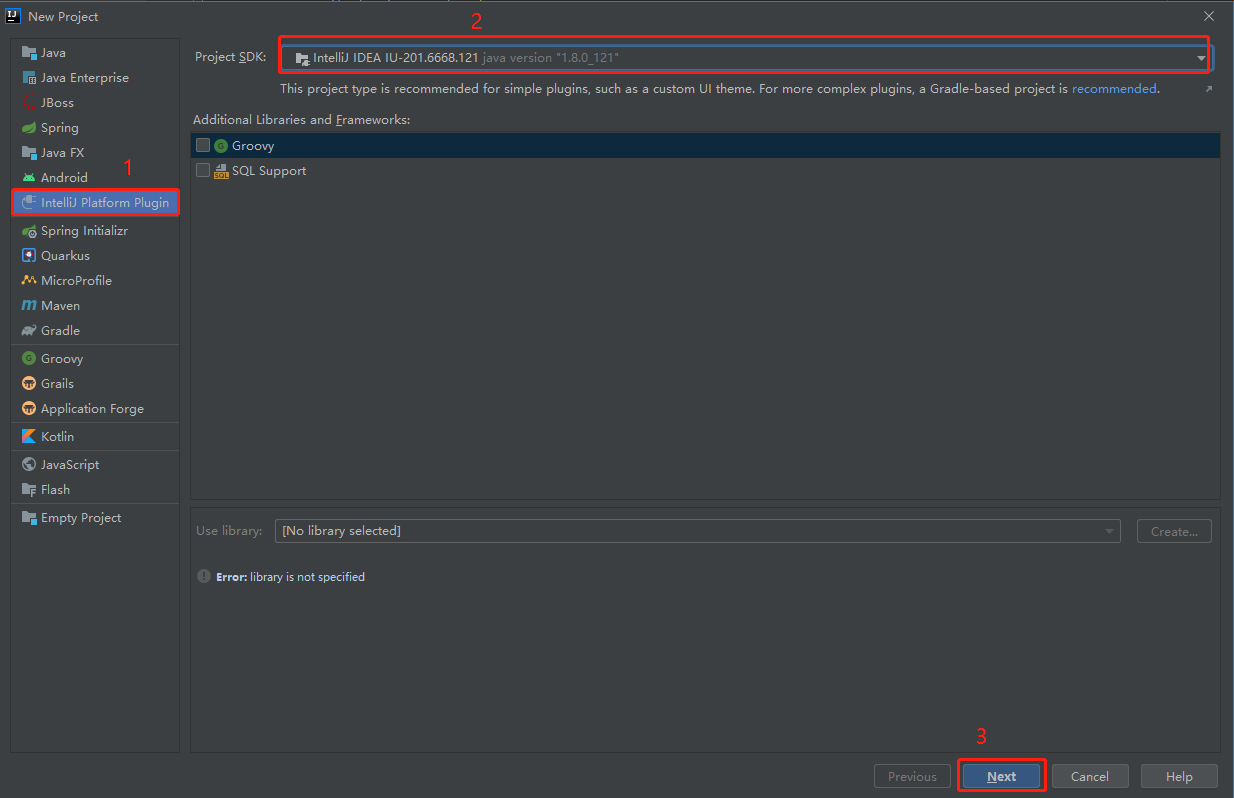 New Project
2
Java
Java Enterprise
JBoss
Spring
Java FX
1
Android
IntelliJ Platform Plugin
Spring Initializr
Quarkus
MicroProfile
Maven
Gradle
Groovy
Grails
Application Forge
Kotlin
JavaScript
Flash
Empty Project
Project SDK: IntelliJ IDEA IU-201.6668.121 java version "1.8.0_121"
This project type is recommended for simple plugins, such as a custom UI theme. For more complex plugins, a Gradle-based project is recommended.
Additional Libraries and Frameworks:
Groovy
SQL Support
Use library: [No library selected] Create...
Error: library is not specified
3
Previous Next Cancel Help